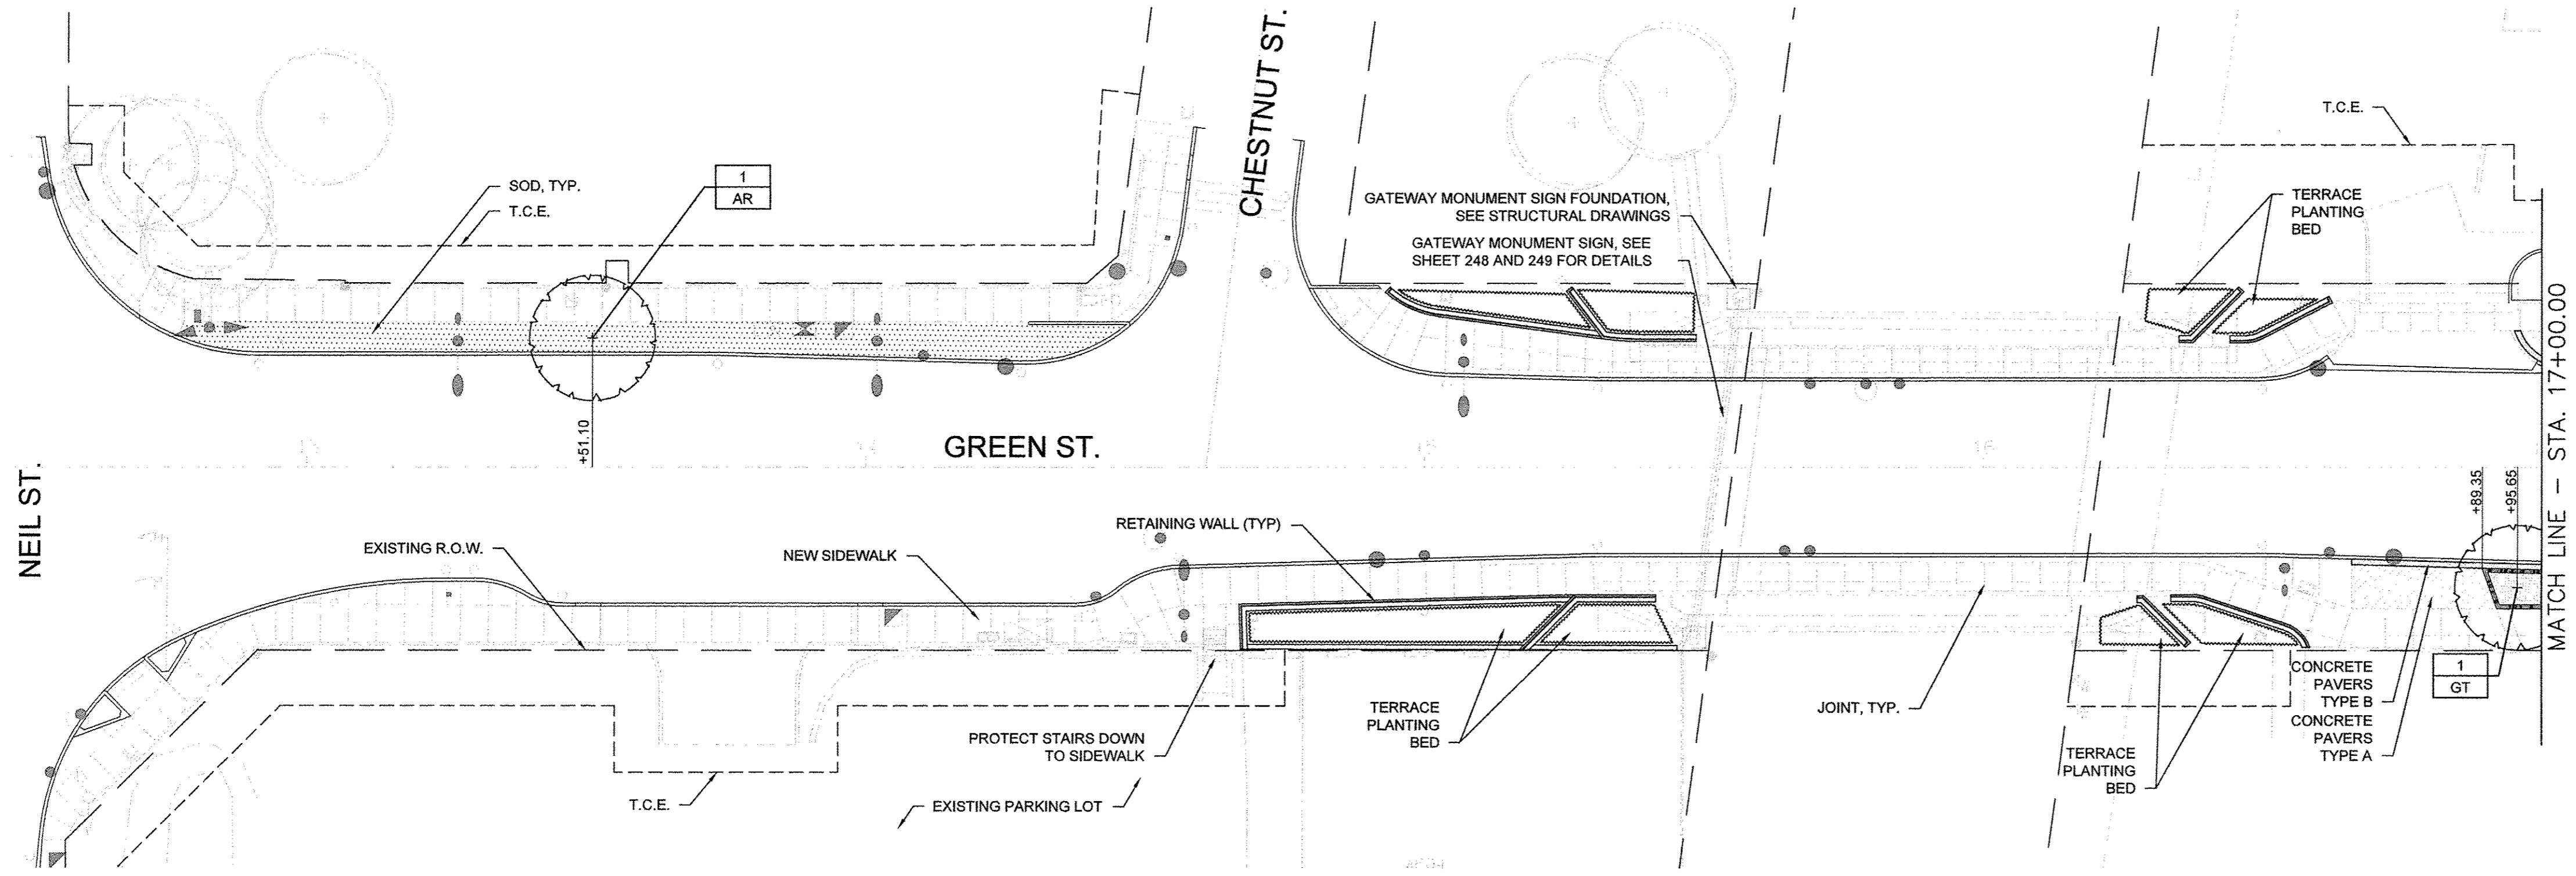 CHESTNUT ST.
T.C.E.
SOD, TYP.
T.C.E.
1
AR
GATEWAY MONUMENT SIGN FOUNDATION,
SEE STRUCTURAL DRAWINGS
GATEWAY MONUMENT SIGN, SEE
SHEET 248 AND 249 FOR DETAILS
TERRACE
PLANTING
BED
+51.10
GREEN ST.
15
16
NEIL ST.
+89.35
+95.65
MATCH LINE - STA. 17+00.00
RETAINING WALL (TYP)
EXISTING R.O.W.
NEW SIDEWALK
PROTECT STAIRS DOWN
TO SIDEWALK
T.C.E.
EXISTING PARKING LOT
TERRACE
PLANTING
BED
JOINT, TYP.
TERRACE
PLANTING
BED
CONCRETE
PAVERS
TYPE B
CONCRETE
PAVERS
TYPE A
1
GT